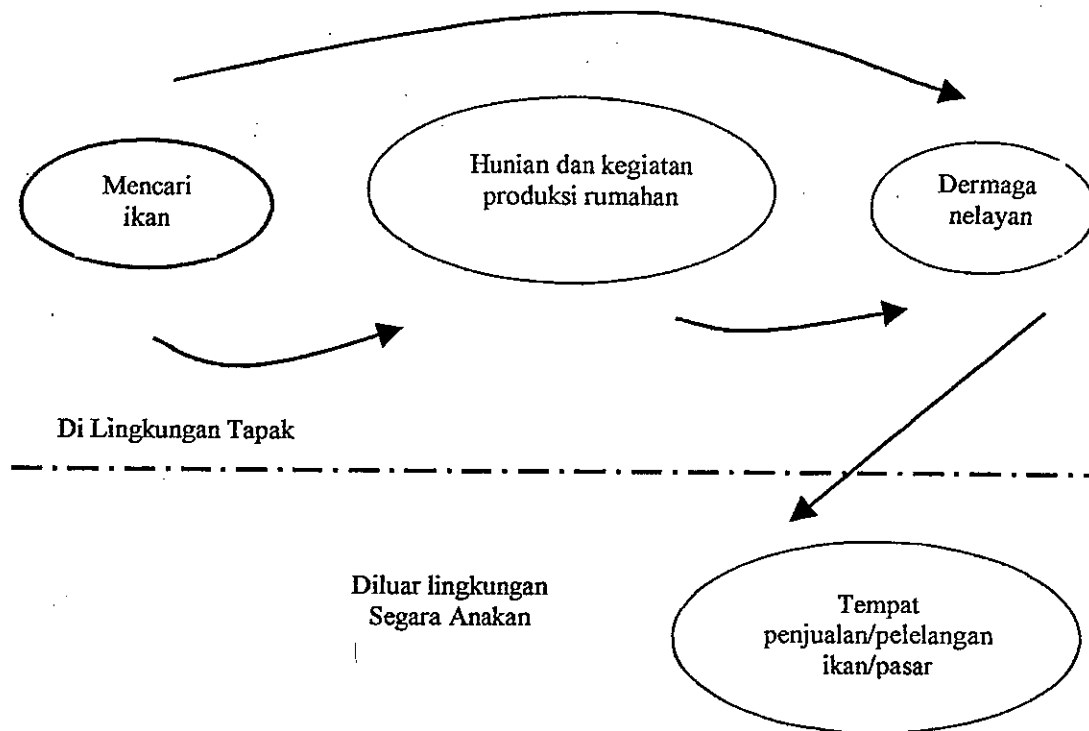 Mencari
ikan
Hunian dan kegiatan
produksi rumahan
Dermaga
nelayan
Di Lingkungan Tapak
Diluar lingkungan
Segara Anakan
Tempat
penjualan/pelelangan
ikan/pasar